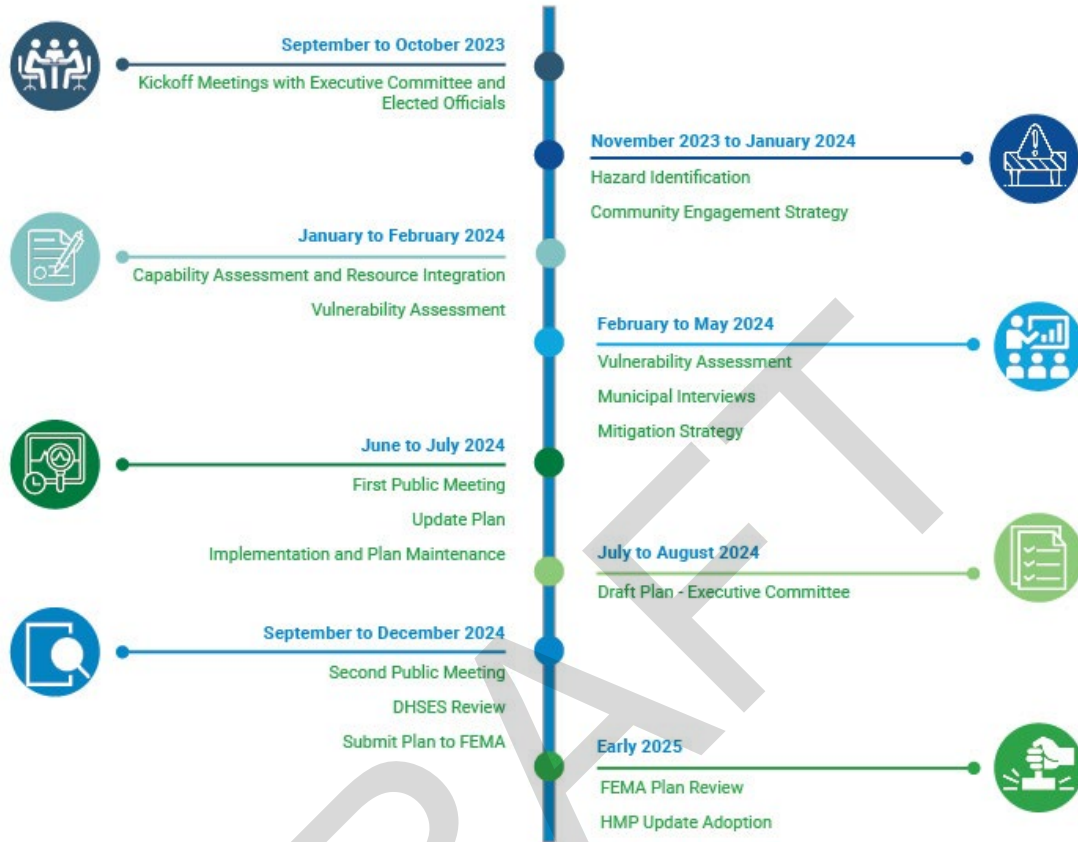 September to October 2023
Kickoff Meetings with Executive Committee and
Elected Officials
November 2023 to January 2024
Hazard Identification
Community Engagement Strategy
January to February 2024
Capability Assessment and Resource Integration
Vulnerability Assessment
February to May 2024
Vulnerability Assessment
Municipal Interviews
Mitigation Strategy
June to July 2024
First Public Meeting
Update Plan
Implementation and Plan Maintenance
July to August 2024
Draft Plan - Executive Committee
September to December 2024
Second Public Meeting
DHSES Review
Submit Plan to FEMA
Early 2025
FEMA Plan Review
HMP Update Adoption
RAFT